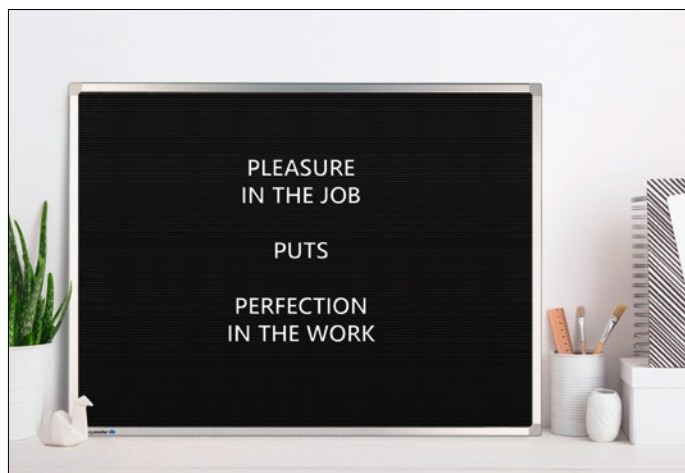 PLEASURE
IN THE JOB
PUTS
PERFECTION
IN THE WORK